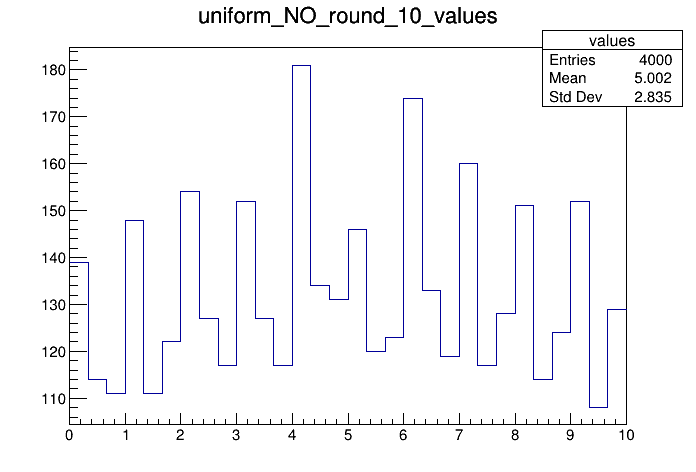 uniform_NO_round_10_values
values
Entries 4000
Mean 5.002
Std Dev 2.835
180
170
160
150
140
130
120
110
0 1 2 3 4 5 6 7 8 9 10